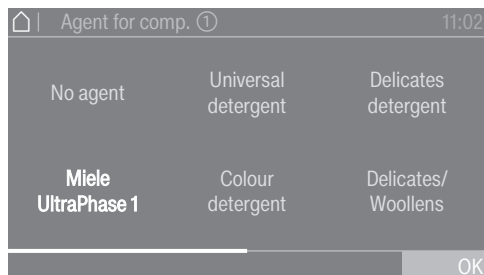 Agent for comp. ① 11:02
No agent
Universal
detergent
Delicates
detergent
Miele
UltraPhase 1
Colour
detergent
Delicates/
Woollens
OK